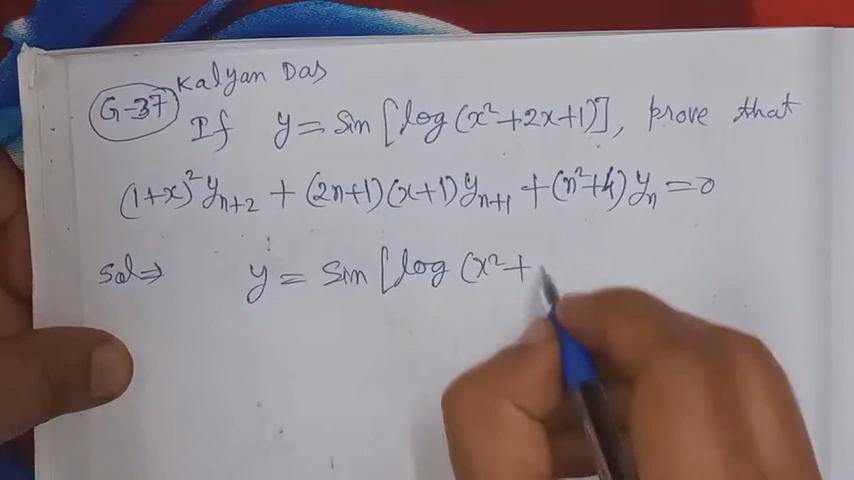 Kalyan Das
G-37 If y = sin [log (x²+2x+1)], prove that
(1+x)² yₙ₊₂ + (2n+1)(x+1) yₙ₊₁ + (n²+4) yₙ = 0
Sol⇒ y = sin [log (x²+